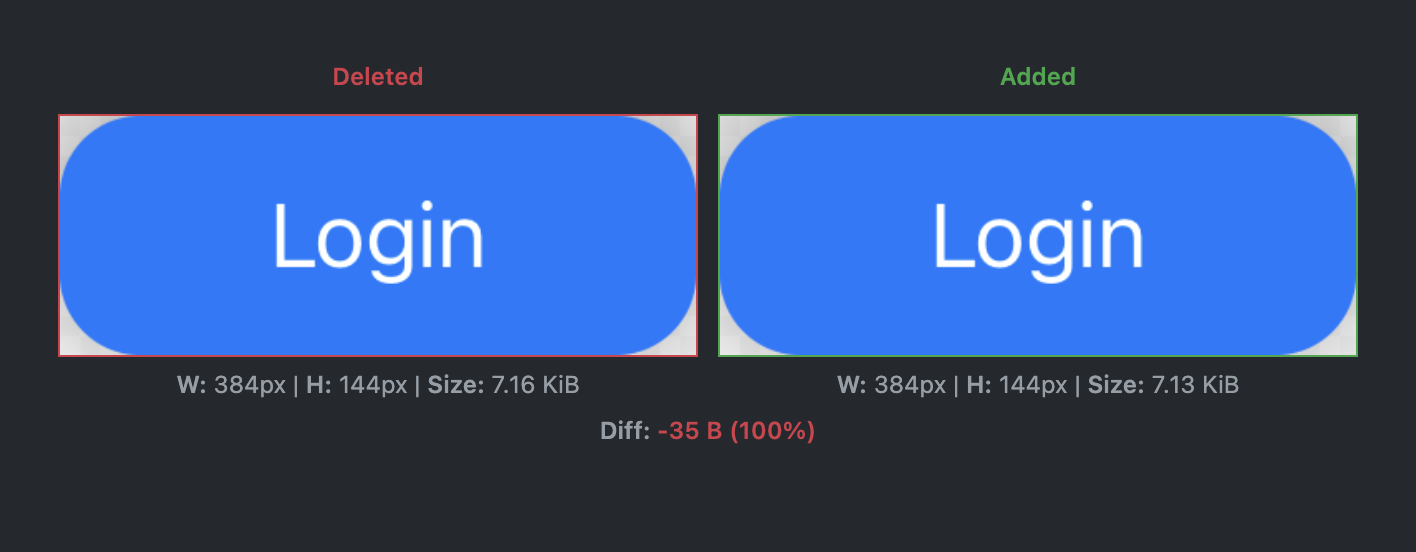 Deleted Added
Login Login
W: 384px | H: 144px | Size: 7.16 KiB W: 384px | H: 144px | Size: 7.13 KiB
Diff: -35 B (100%)